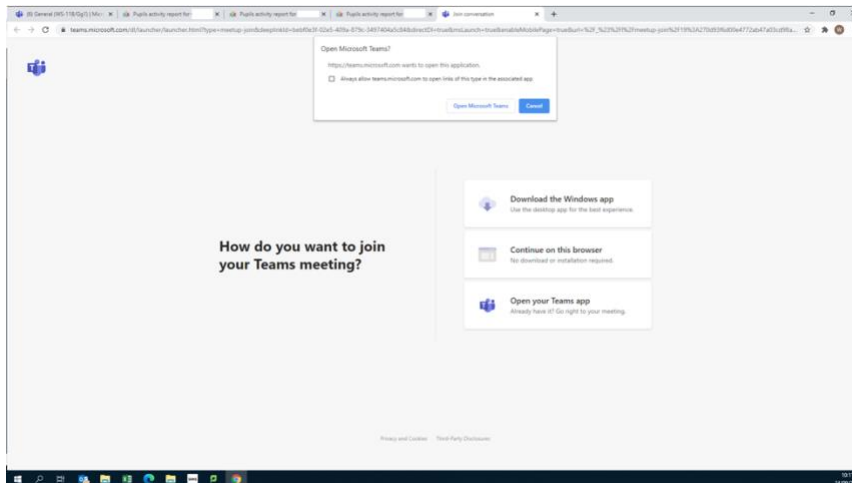 Pupils activity report for
Pupils activity report for
Pupils activity report for
Join conversation
Open Microsoft Teams?
https://teams.microsoft.com wants to open this application.
Always allow teams.microsoft.com to open links of this type in the associated app
Open Microsoft Teams
Cancel
How do you want to join
your Teams meeting?
Download the Windows app
Use the desktop app for the best experience.
Continue on this browser
No download or installation required.
Open your Teams app
Already have it? Go right to your meeting.
Privacy and Cookies
Third-Party Disclosures